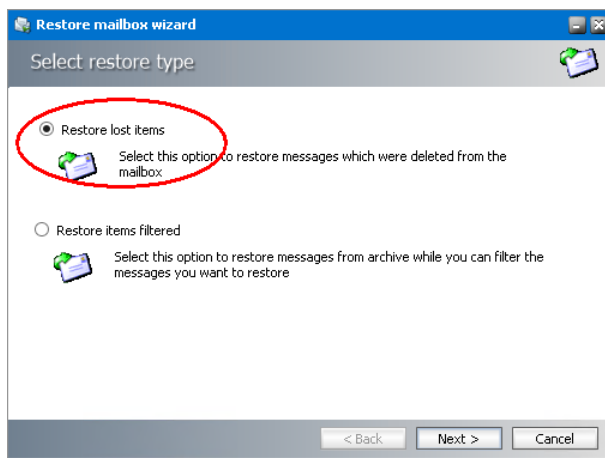 Restore mailbox wizard
Select restore type
Restore lost items
Select this option to restore messages which were deleted from the
mailbox
Restore items filtered
Select this option to restore messages from archive while you can filter the
messages you want to restore
< Back
Next >
Cancel